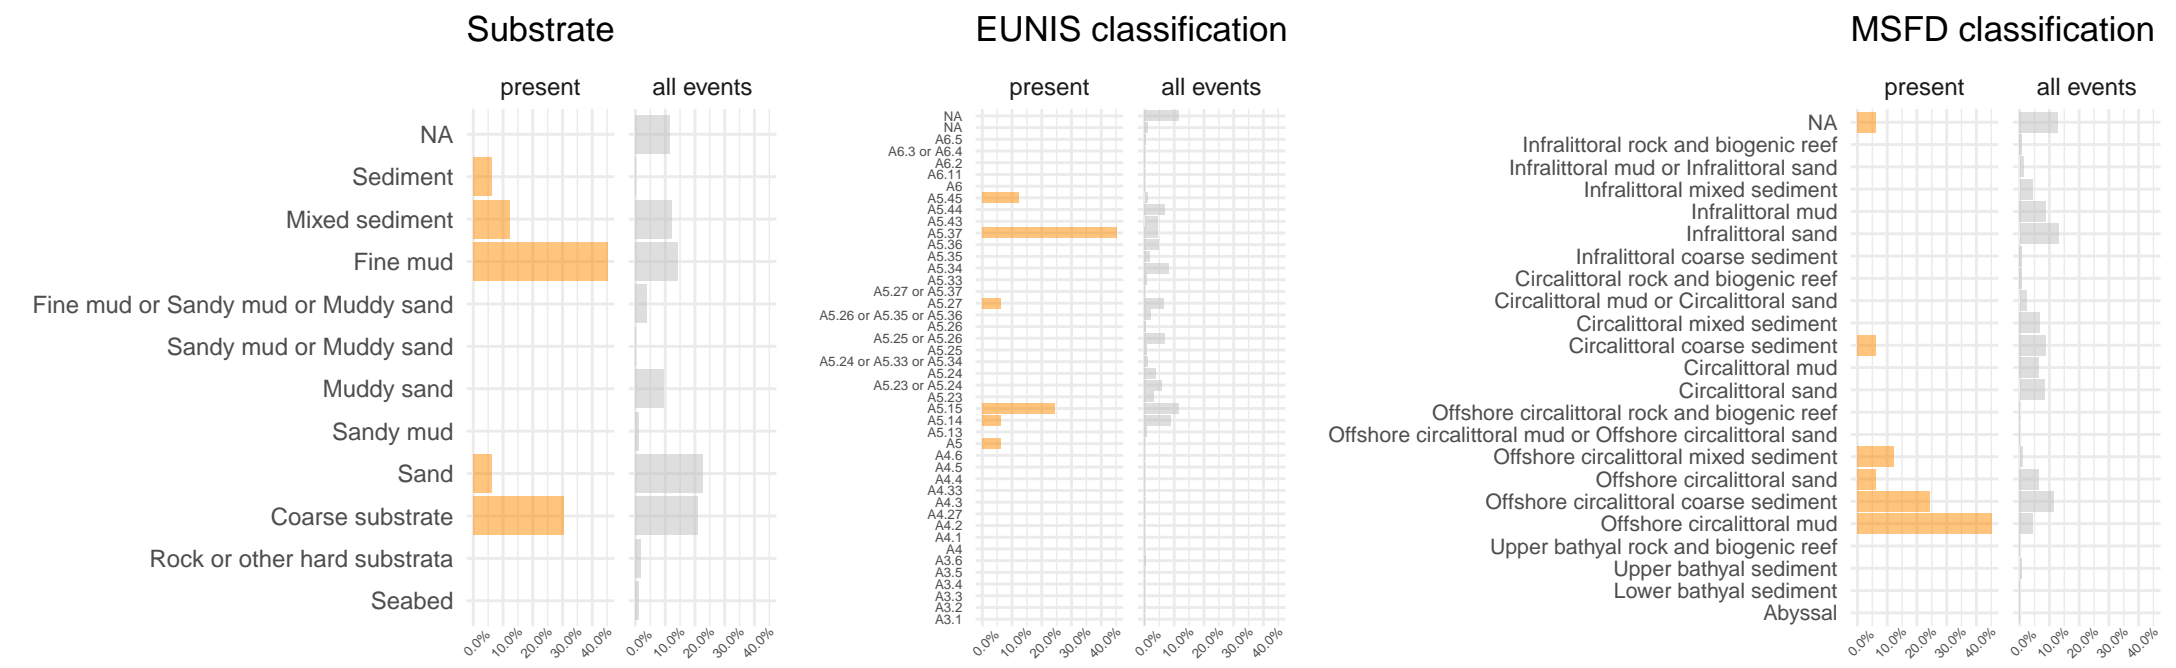 Substrate
present all events
NA
Sediment
Mixed sediment
Fine mud
Fine mud or Sandy mud or Muddy sand
Sandy mud or Muddy sand
Muddy sand
Sandy mud
Sand
Coarse substrate
Rock or other hard substrata
Seabed
0.0% 10.0% 20.0% 30.0% 40.0% 0.0% 10.0% 20.0% 30.0% 40.0%
EUNIS classification
present all events
NA
NA
A6.5
A6.3 or A6.4
A6.2
A6.11
A6
A5.45
A5.44
A5.43
A5.37
A5.36
A5.35
A5.34
A5.33
A5.27 or A5.37
A5.27
A5.26 or A5.35 or A5.36
A5.26
A5.25 or A5.26
A5.25
A5.24 or A5.33 or A5.34
A5.24
A5.23 or A5.24
A5.23
A5.15
A5.14
A5.13
A5
A4.6
A4.5
A4.4
A4.33
A4.3
A4.27
A4.2
A4.1
A4
A3.6
A3.5
A3.4
A3.3
A3.2
A3.1
0.0% 10.0% 20.0% 30.0% 40.0% 0.0% 10.0% 20.0% 30.0% 40.0%
MSFD classification
present all events
NA
Infralittoral rock and biogenic reef
Infralittoral mud or Infralittoral sand
Infralittoral mixed sediment
Infralittoral mud
Infralittoral sand
Infralittoral coarse sediment
Circalittoral rock and biogenic reef
Circalittoral mud or Circalittoral sand
Circalittoral mixed sediment
Circalittoral coarse sediment
Circalittoral mud
Circalittoral sand
Offshore circalittoral rock and biogenic reef
Offshore circalittoral mud or Offshore circalittoral sand
Offshore circalittoral mixed sediment
Offshore circalittoral sand
Offshore circalittoral coarse sediment
Offshore circalittoral mud
Upper bathyal rock and biogenic reef
Upper bathyal sediment
Lower bathyal sediment
Abyssal
0.0% 10.0% 20.0% 30.0% 40.0% 0.0% 10.0% 20.0% 30.0% 40.0%